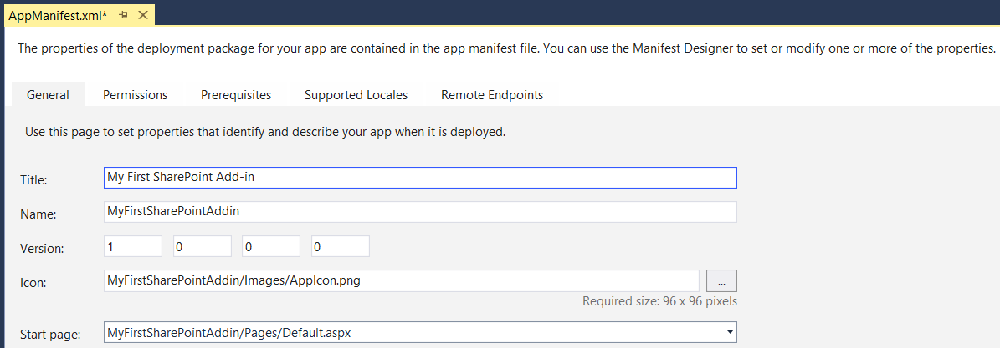 AppManifest.xml*
The properties of the deployment package for your app are contained in the app manifest file. You can use the Manifest Designer to set or modify one or more of the properties.
General Permissions Prerequisites Supported Locales Remote Endpoints
Use this page to set properties that identify and describe your app when it is deployed.
Title: My First SharePoint Add-in
Name: MyFirstSharePointAddin
Version: 1 0 0 0
Icon: MyFirstSharePointAddin/Images/AppIcon.png ...
Required size: 96 x 96 pixels
Start page: MyFirstSharePointAddin/Pages/Default.aspx